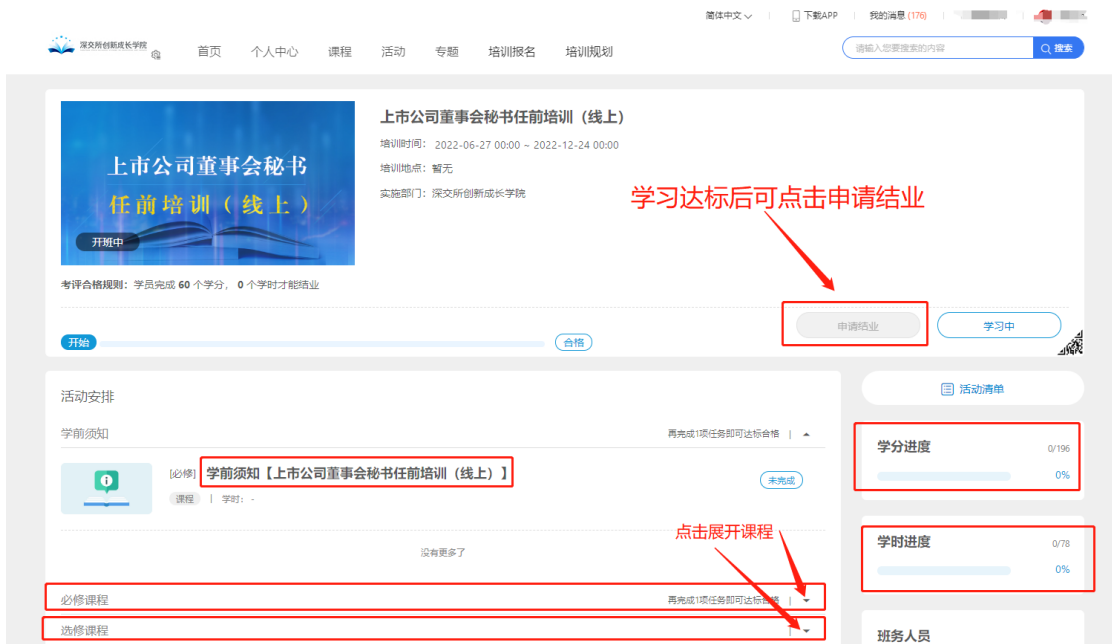 简体中文 下载APP 我的消息 (176)
深交所创新成长学院 首页 个人中心 课程 活动 专题 培训报名 培训规划 请输入您要搜索的内容 搜索
上市公司董事会秘书
任前培训（线上）
开班中
上市公司董事会秘书任前培训（线上）
培训时间： 2022-06-27 00:00 ~ 2022-12-24 00:00
培训地点：暂无
实施部门：深交所创新成长学院
学习达标后可点击申请结业
考评合格规则：学员完成 60 个学分， 0 个学时才能结业
申请结业 学习中
开始 合格
活动安排
学前须知 再完成1项任务即可达标合格 |
[必修] 学前须知【上市公司董事会秘书任前培训（线上）】
课程 | 学时： -
未完成
没有更多了
点击展开课程
必修课程 再完成1项任务即可达标合格 |
选修课程 |
活动清单
学分进度 0/196
0%
学时进度 0/78
0%
班务人员